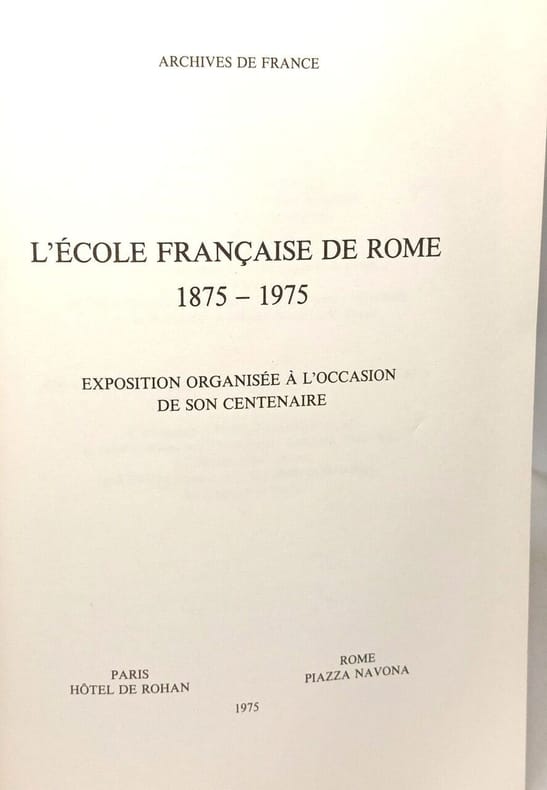 ARCHIVES DE FRANCE
L'ÉCOLE FRANÇAISE DE ROME
1875 – 1975
EXPOSITION ORGANISÉE À L'OCCASION
DE SON CENTENAIRE
PARIS
HÔTEL DE ROHAN
ROME
PIAZZA NAVONA
1975